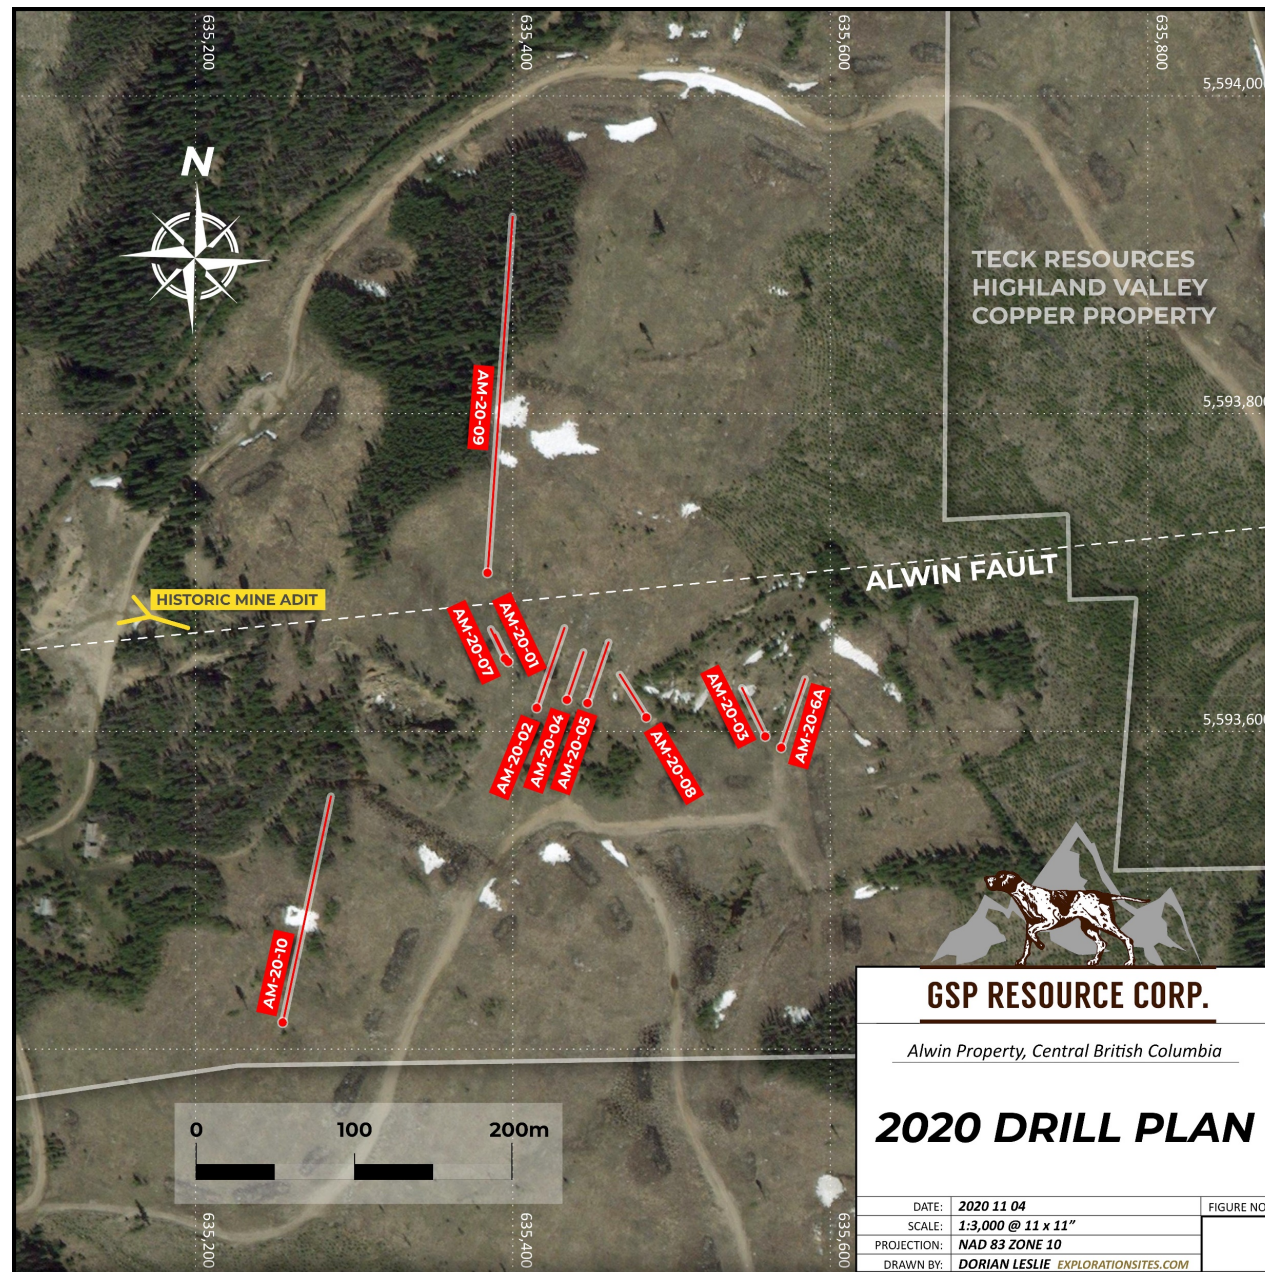 635,200
635,400
635,600
635,800
5,594,00
N
TECK RESOURCES
HIGHLAND VALLEY
COPPER PROPERTY
AM-20-09
5,593,80
ALWIN FAULT
HISTORIC MINE ADIT
AM-20-07
AM-20-01
AM-20-02
AM-20-04
AM-20-05
AM-20-08
AM-20-03
AM-20-6A
5,593,60
AM-20-10
GSP RESOURCE CORP.
Alwin Property, Central British Columbia
2020 DRILL PLAN
0 100 200m
DATE: 2020 11 04
FIGURE NO
SCALE: 1:3,000 @ 11 x 11”
PROJECTION: NAD 83 ZONE 10
DRAWN BY: DORIAN LESLIE EXPLORATIONSITES.COM
635,200
635,400
635,600